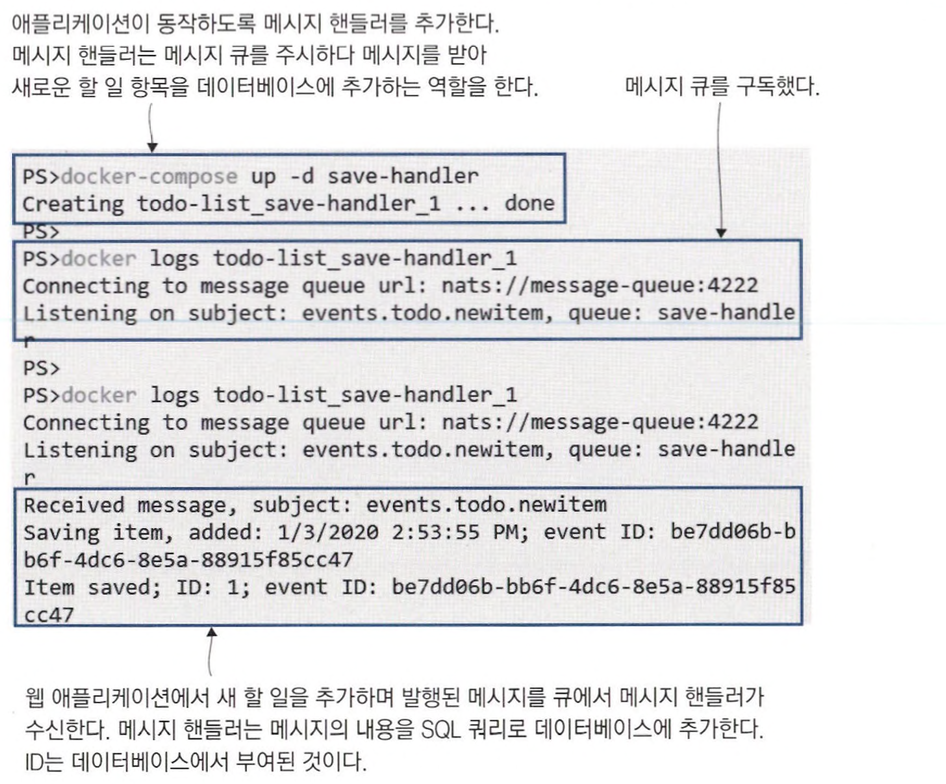 애플리케이션이 동작하도록 메시지 핸들러를 추가한다.
메시지 핸들러는 메시지 큐를 주시하다 메시지를 받아
새로운 할 일 항목을 데이터베이스에 추가하는 역할을 한다.
메시지 큐를 구독했다.
PS>docker-compose up -d save-handler
Creating todo-list_save-handler_1 ... done
PS>
PS>docker logs todo-list_save-handler_1
Connecting to message queue url: nats://message-queue:4222
Listening on subject: events.todo.newitem, queue: save-handle
r
PS>
PS>docker logs todo-list_save-handler_1
Connecting to message queue url: nats://message-queue:4222
Listening on subject: events.todo.newitem, queue: save-handle
r
Received message, subject: events.todo.newitem
Saving item, added: 1/3/2020 2:53:55 PM; event ID: be7dd06b-b
b6f-4dc6-8e5a-88915f85cc47
Item saved; ID: 1; event ID: be7dd06b-bb6f-4dc6-8e5a-88915f85
cc47
웹 애플리케이션에서 새 할 일을 추가하며 발행된 메시지를 큐에서 메시지 핸들러가
수신한다. 메시지 핸들러는 메시지의 내용을 SQL 쿼리로 데이터베이스에 추가한다.
ID는 데이터베이스에서 부여된 것이다.